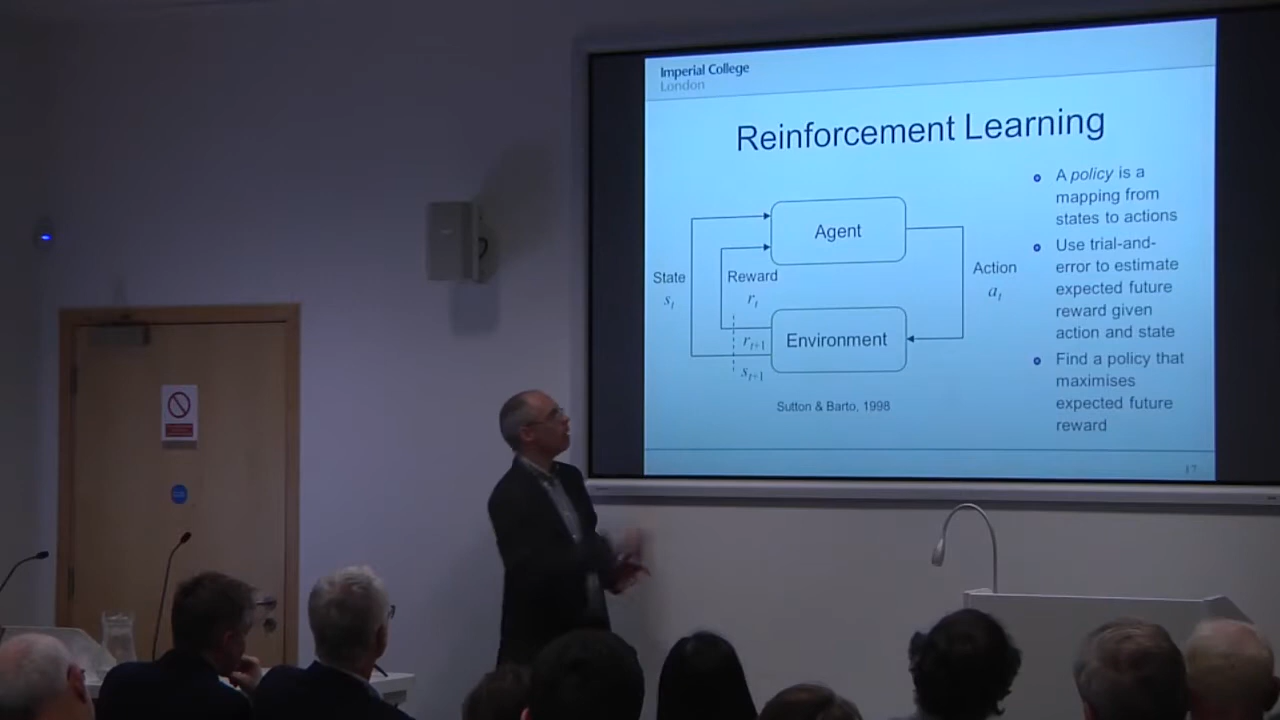 Imperial College
London
Reinforcement Learning
Agent
State
s_t
Reward
r_t
Action
a_t
r_{t+1}
Environment
s_{t+1}
Sutton & Barto, 1998
A policy is a
mapping from
states to actions
Use trial-and-
error to estimate
expected future
reward given
action and state
Find a policy that
maximises
expected future
reward
17